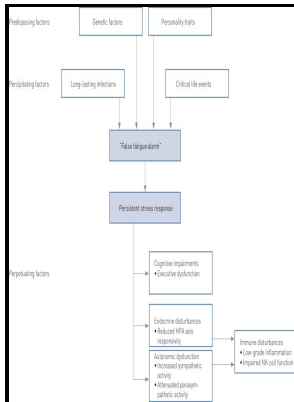 Predisposing factors
Genetic factors
Personality traits
Percipitating factors
Long-lasting infections
Critical life events
"False fatigue alarm"
Persistent stress response
Perpetuating factors
Cognitive impairments
• Executive dysfunction
Endocrine disturbances
• Reduced HPA axis
responsivity
Autonomic dysfunction
• Increased sympathetic
activity
• Attenuated parasym-
pathetic activity
Immune disturbances
• Low-grade inflammation
• Impaired NK cell function